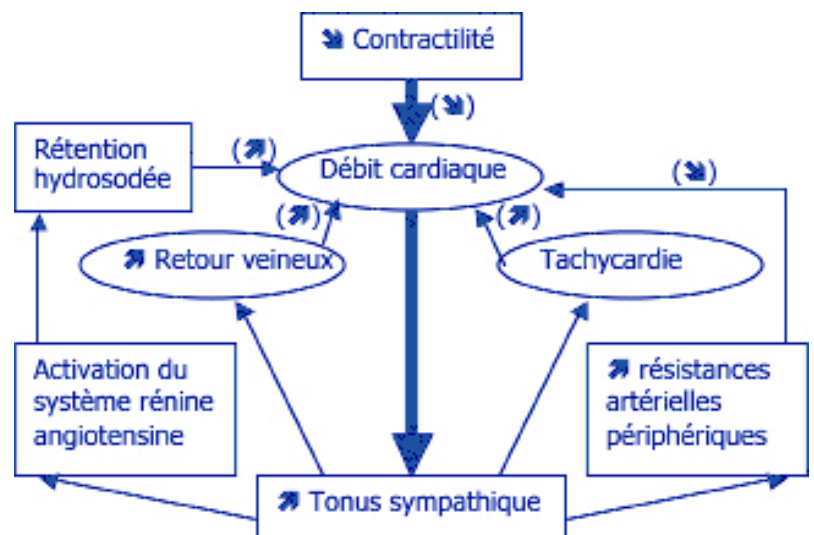 ⬊ Contractilité
(⬊)
Rétention
hydrosodée
(⬈)
Débit cardiaque
(⬊)
(⬈)
(⬈)
⬈ Retour veineux
Tachycardie
Activation du
système rénine
angiotensine
⬈ résistances
artérielles
périphériques
⬈ Tonus sympathique